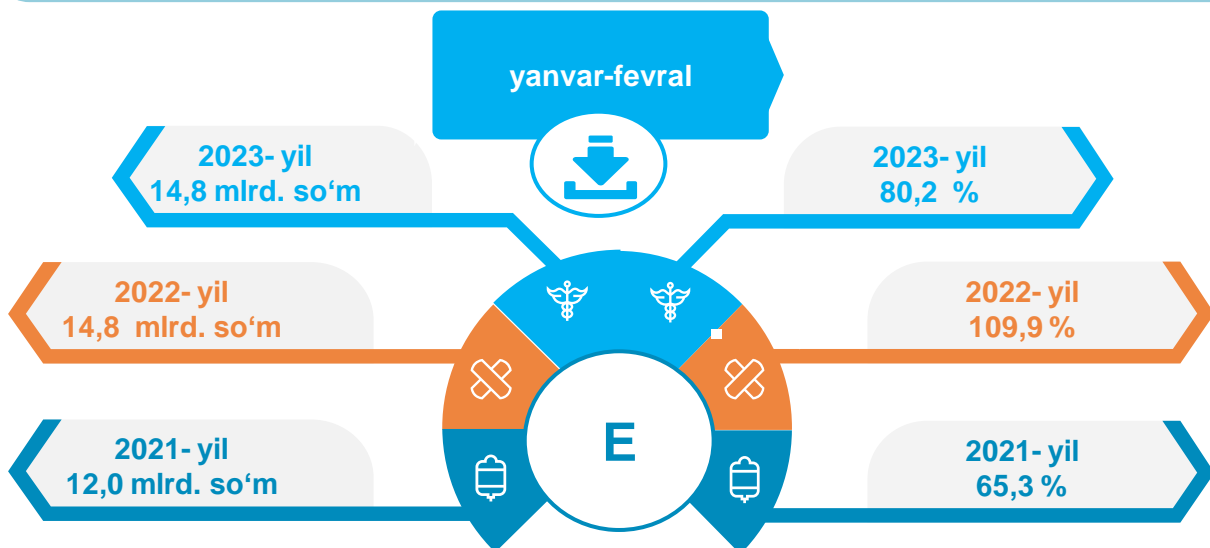 yanvar-fevral
2023- yil
14,8 mlrd. so‘m
2023- yil
80,2 %
2022- yil
14,8 mlrd. so‘m
2022- yil
109,9 %
E
2021- yil
12,0 mlrd. so‘m
2021- yil
65,3 %